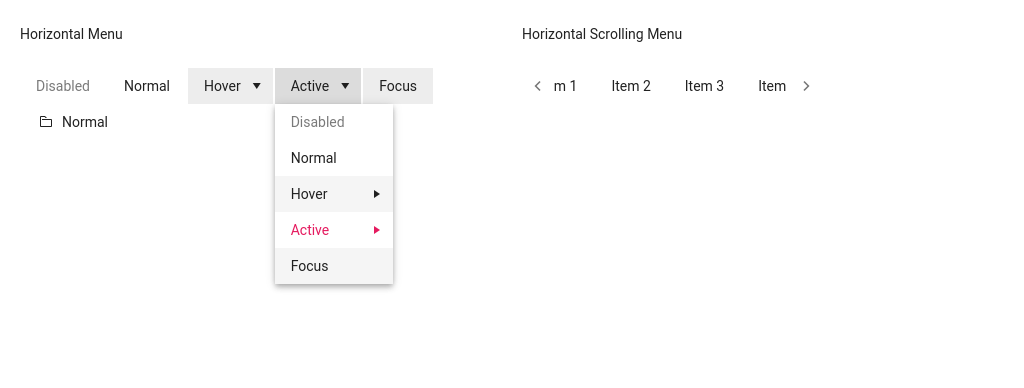 Horizontal Menu
Disabled Normal Hover Active Focus
Normal
Disabled
Normal
Hover
Active
Focus
Horizontal Scrolling Menu
m 1 Item 2 Item 3 Item